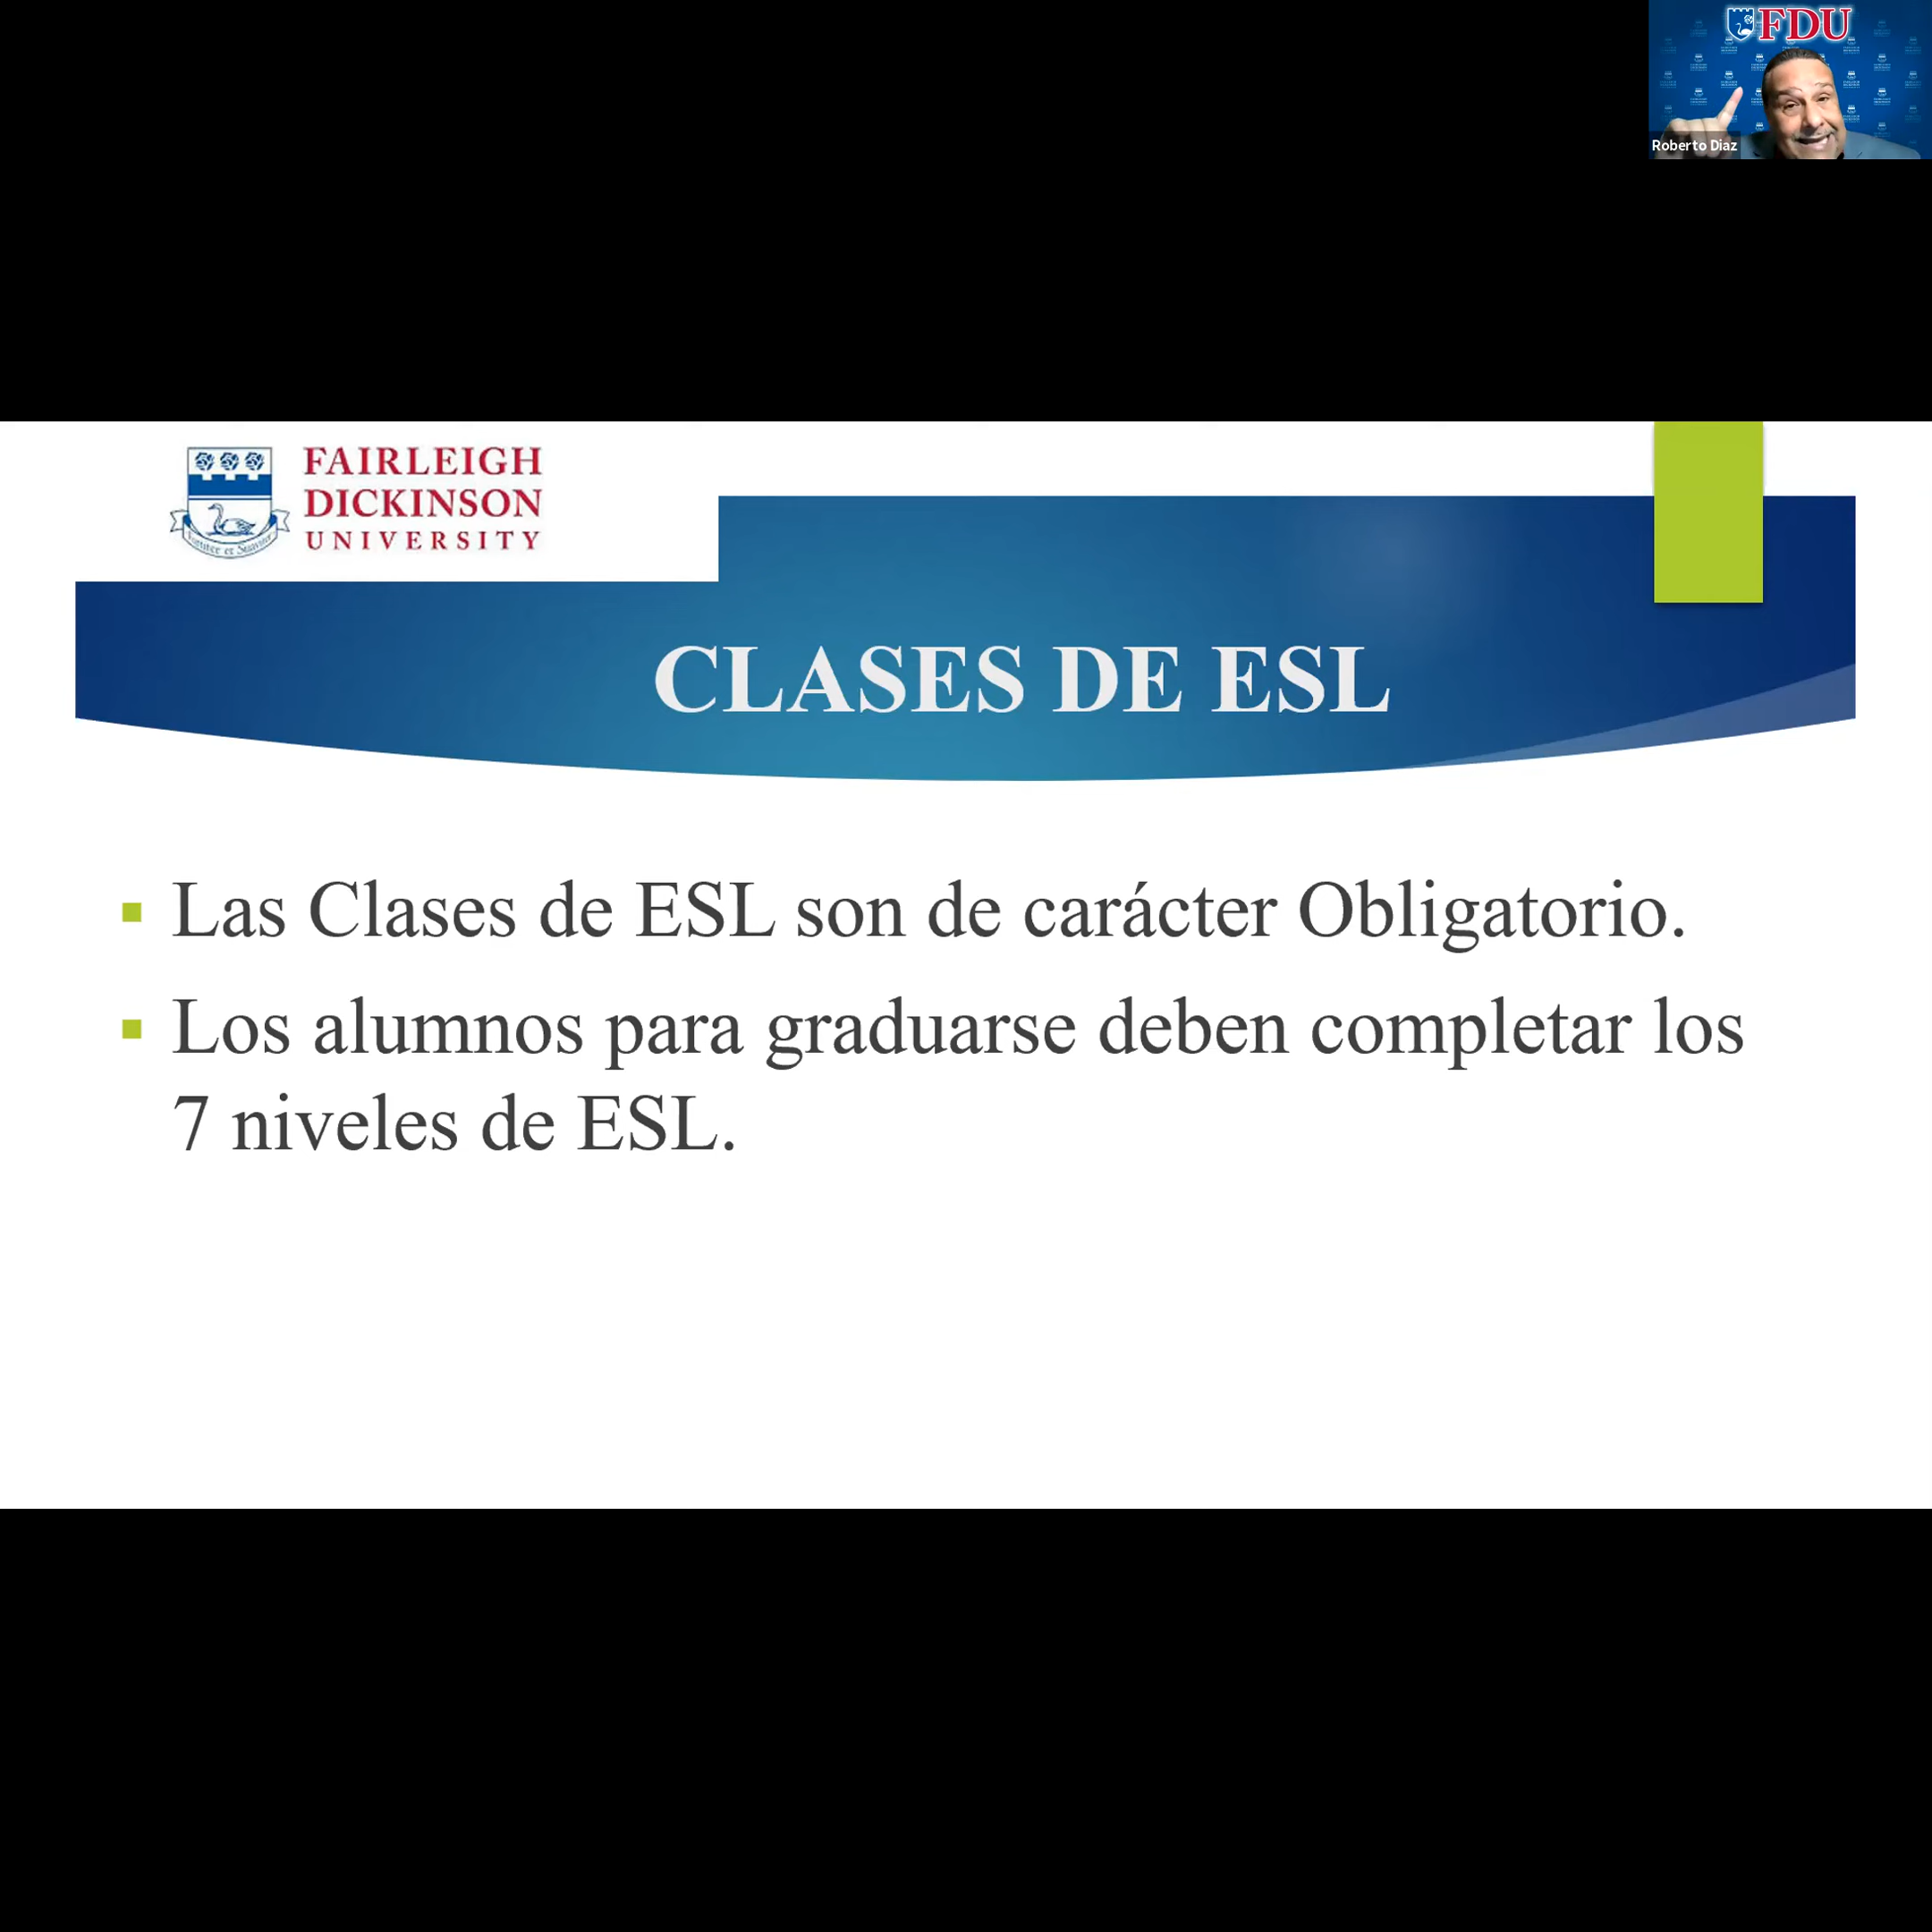 FDU
Roberto Diaz
FAIRLEIGH
DICKINSON
UNIVERSITY
CLASES DE ESL
Las Clases de ESL son de carácter Obligatorio.
Los alumnos para graduarse deben completar los
7 niveles de ESL.